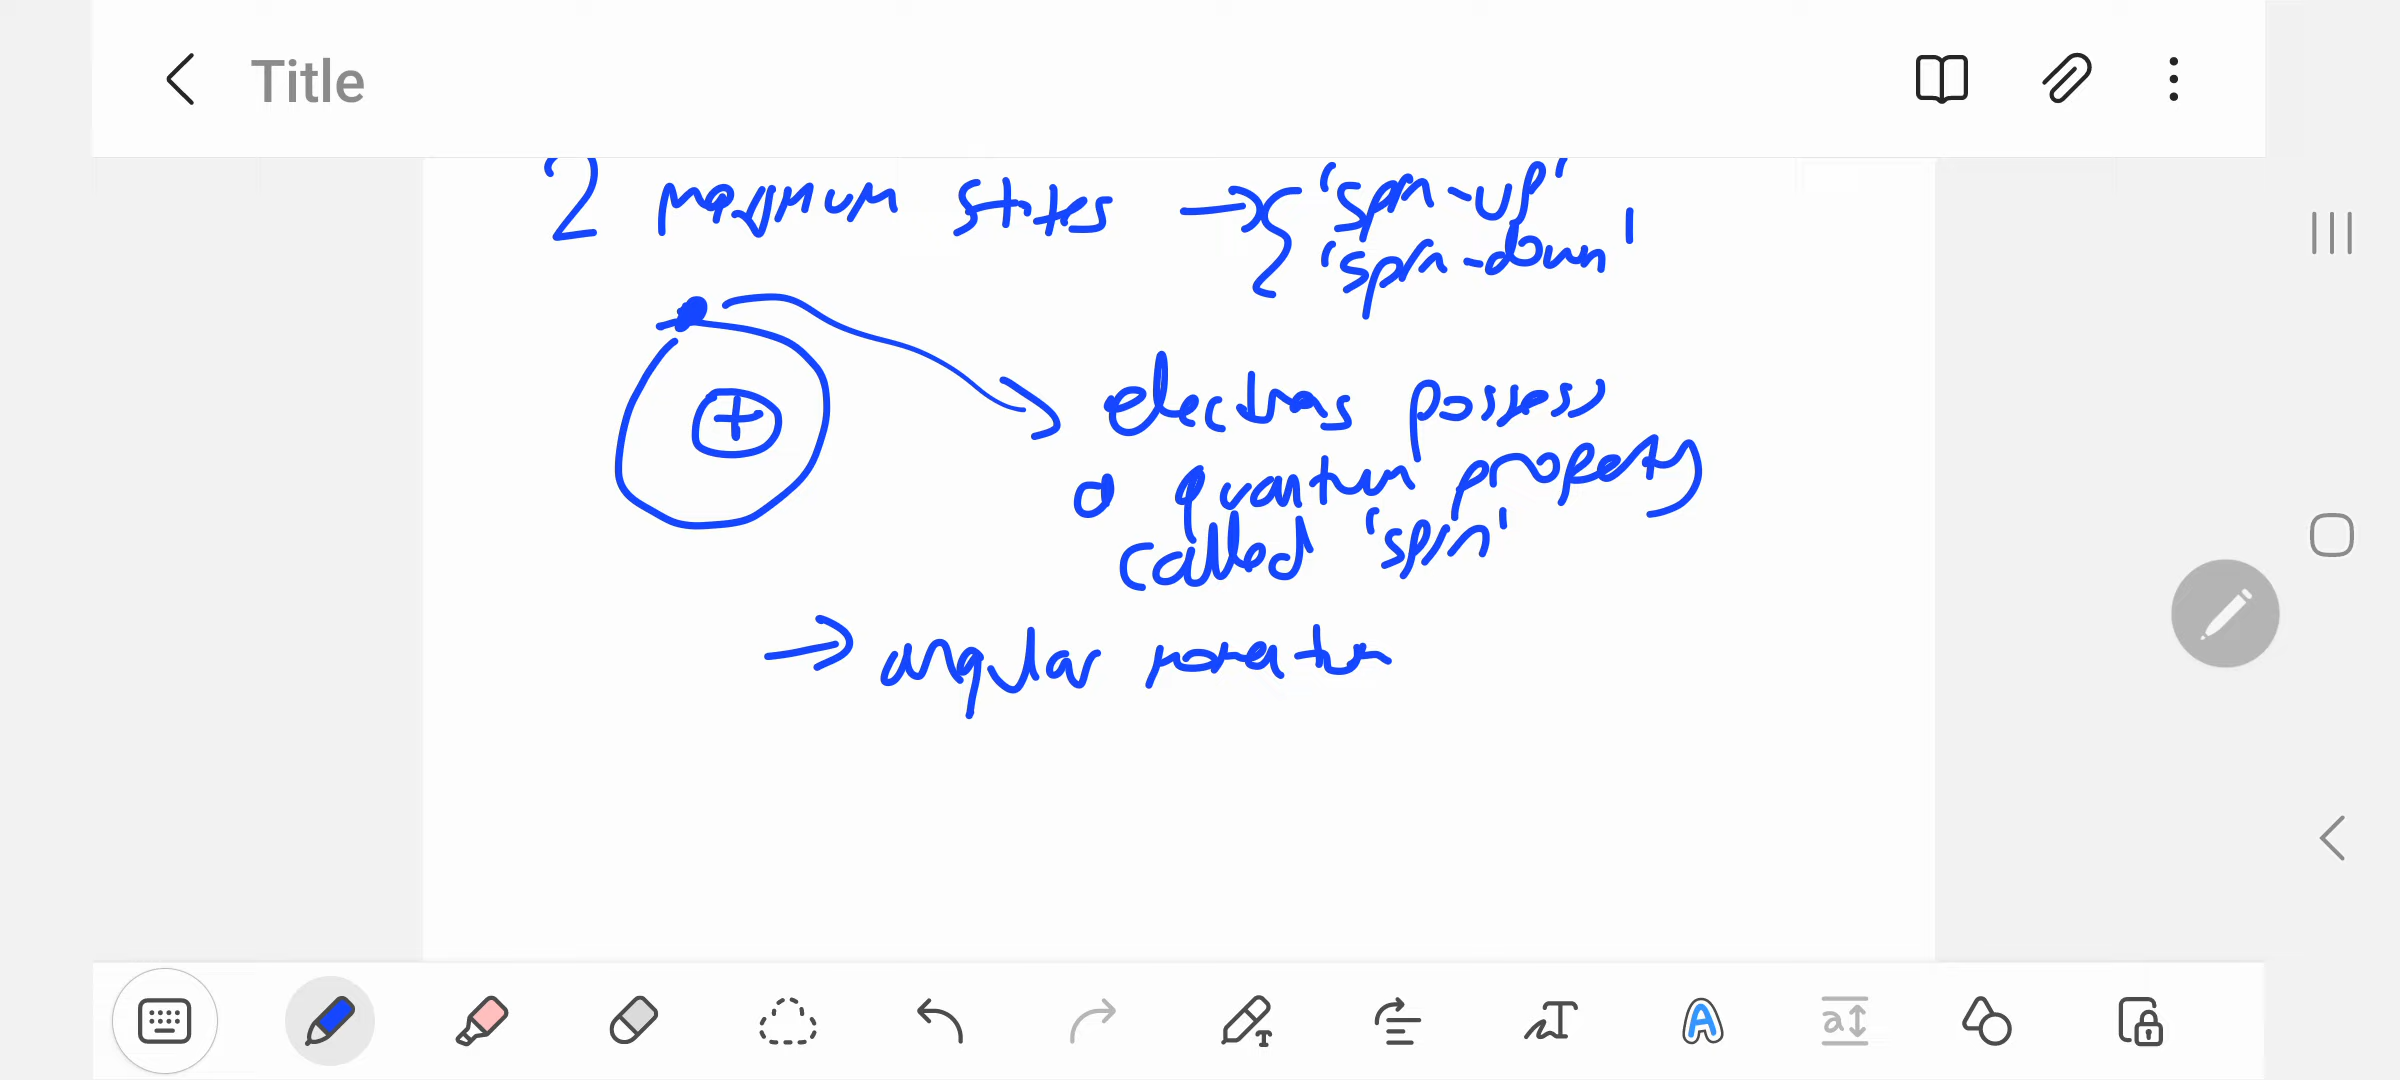 Title
2 maximum states → { 'spin-up'
'spin-down'
+
electrons possess
a quantum property
called 'spin'
→ angular momentum
T
T
A
a